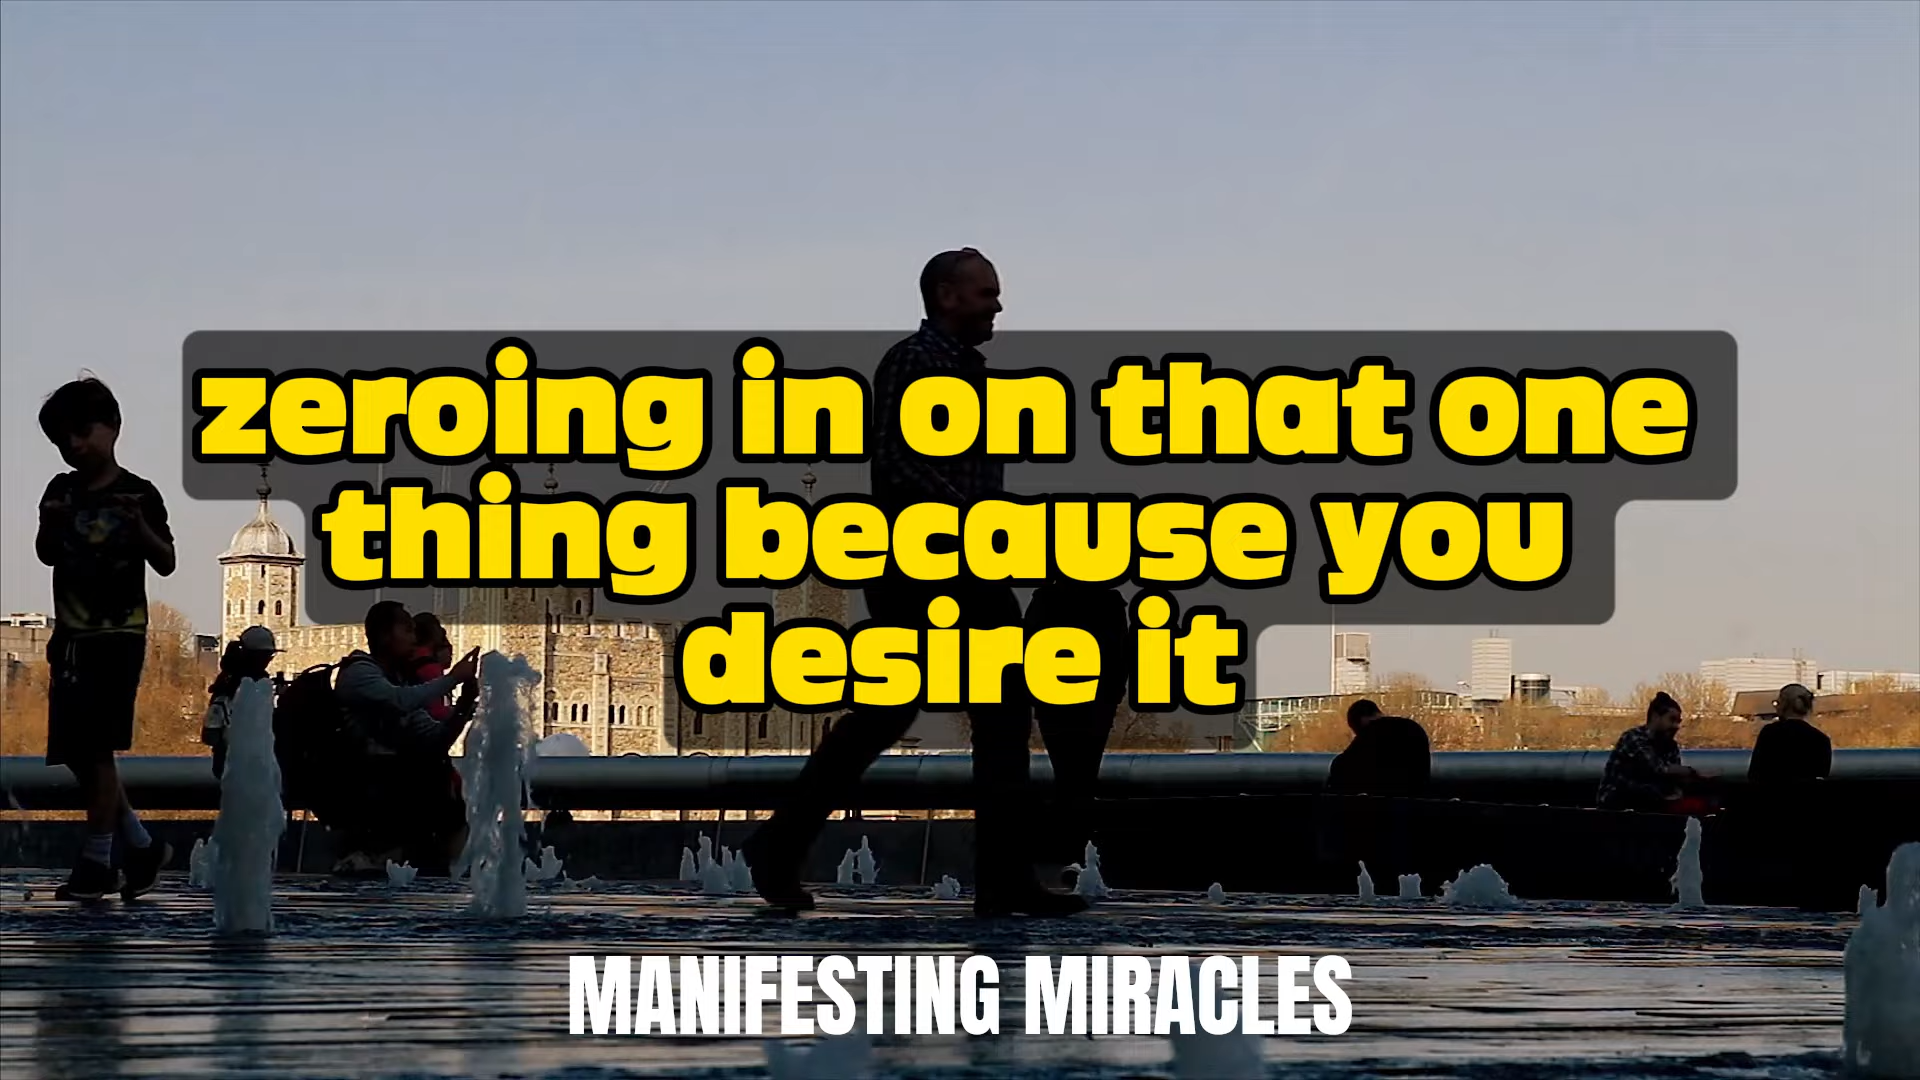 zeroing in on that one
thing because you
desire it
MANIFESTING MIRACLES